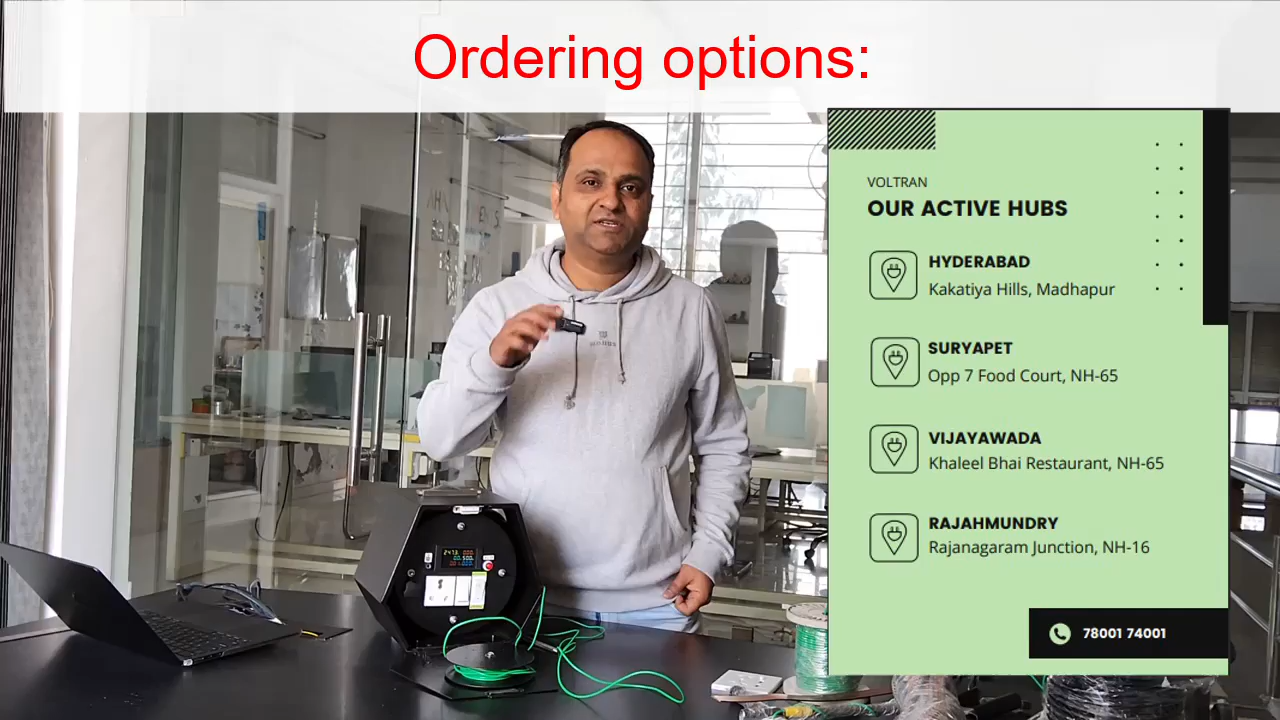 Ordering options:
VOLTRAN
OUR ACTIVE HUBS
HYDERABAD
Kakatiya Hills, Madhapur
SURYAPET
Opp 7 Food Court, NH-65
VIJAYAWADA
Khaleel Bhai Restaurant, NH-65
RAJAHMUNDRY
Rajanagaram Junction, NH-16
78001 74001